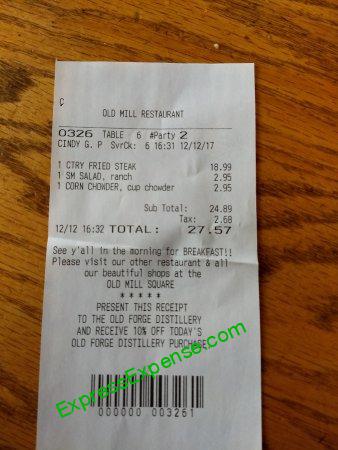 OLD MILL RESTAURANT
0326 TABLE 6 #Party 2
CINDY G. P SvrCk: 6 16:31 12/12/17
1 CTRY FRIED STEAK 18.99
1 SM SALAD, ranch 2.95
1 CORN CHOWDER, cup chowder 2.95
Sub Total: 24.89
Tax: 2.68
12/12 16:32 TOTAL: 27.57
See y'all in the morning for BREAKFAST!!
Please visit our other restaurant & all
our beautiful shops at the
OLD MILL SQUARE
* * * * *
PRESENT THIS RECEIPT
TO THE OLD FORGE DISTILLERY
AND RECEIVE 10% OFF TODAY'S
OLD FORGE DISTILLERY PURCHASE
ExpressExpense.com
000000 003261